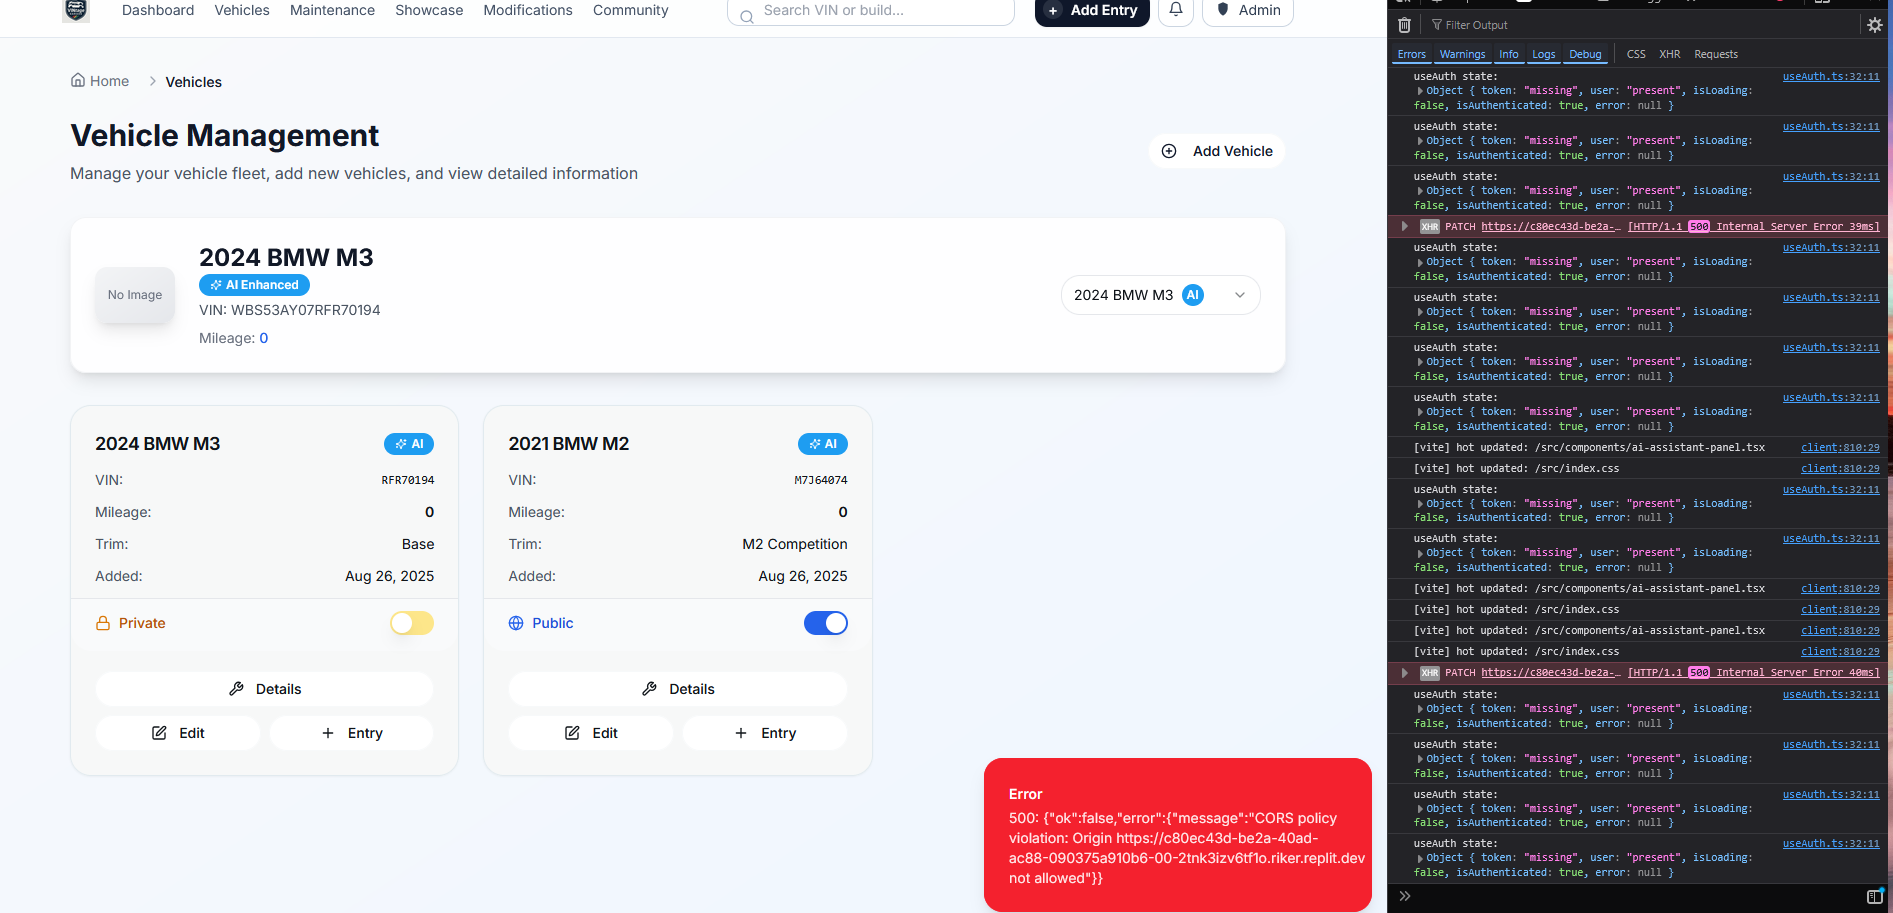 Dashboard Vehicles Maintenance Showcase Modifications Community
Search VIN or build...
+ Add Entry
Admin
Home > Vehicles
Vehicle Management
Manage your vehicle fleet, add new vehicles, and view detailed information
Add Vehicle
No Image
2024 BMW M3
AI Enhanced
VIN: WBS53AY07RFR70194
Mileage: 0
2024 BMW M3 AI
2024 BMW M3 AI
VIN: RFR70194
Mileage: 0
Trim: Base
Added: Aug 26, 2025
Private
Details
Edit
+ Entry
2021 BMW M2 AI
VIN: M7J64074
Mileage: 0
Trim: M2 Competition
Added: Aug 26, 2025
Public
Details
Edit
+ Entry
Error
500: {"ok":false,"error":{"message":"CORS policy
violation: Origin https://c80ec43d-be2a-40ad-
ac88-090375a910b6-00-2tnk3izv6tf1o.riker.replit.dev
not allowed"}}
Filter Output
Errors Warnings Info Logs Debug CSS XHR Requests
useAuth state: useAuth.ts:32:11
Object { token: "missing", user: "present", isLoading:
false, isAuthenticated: true, error: null }
useAuth state: useAuth.ts:32:11
Object { token: "missing", user: "present", isLoading:
false, isAuthenticated: true, error: null }
useAuth state: useAuth.ts:32:11
Object { token: "missing", user: "present", isLoading:
false, isAuthenticated: true, error: null }
XHR PATCH https://c80ec43d-be2a-… [HTTP/1.1 500 Internal Server Error 39ms]
useAuth state: useAuth.ts:32:11
Object { token: "missing", user: "present", isLoading:
false, isAuthenticated: true, error: null }
useAuth state: useAuth.ts:32:11
Object { token: "missing", user: "present", isLoading:
false, isAuthenticated: true, error: null }
useAuth state: useAuth.ts:32:11
Object { token: "missing", user: "present", isLoading:
false, isAuthenticated: true, error: null }
useAuth state: useAuth.ts:32:11
Object { token: "missing", user: "present", isLoading:
false, isAuthenticated: true, error: null }
[vite] hot updated: /src/components/ai-assistant-panel.tsx client:810:29
[vite] hot updated: /src/index.css client:810:29
useAuth state: useAuth.ts:32:11
Object { token: "missing", user: "present", isLoading:
false, isAuthenticated: true, error: null }
useAuth state: useAuth.ts:32:11
Object { token: "missing", user: "present", isLoading:
false, isAuthenticated: true, error: null }
[vite] hot updated: /src/components/ai-assistant-panel.tsx client:810:29
[vite] hot updated: /src/index.css client:810:29
[vite] hot updated: /src/components/ai-assistant-panel.tsx client:810:29
[vite] hot updated: /src/index.css client:810:29
XHR PATCH https://c80ec43d-be2a-… [HTTP/1.1 500 Internal Server Error 40ms]
useAuth state: useAuth.ts:32:11
Object { token: "missing", user: "present", isLoading:
false, isAuthenticated: true, error: null }
useAuth state: useAuth.ts:32:11
Object { token: "missing", user: "present", isLoading:
false, isAuthenticated: true, error: null }
useAuth state: useAuth.ts:32:11
Object { token: "missing", user: "present", isLoading:
false, isAuthenticated: true, error: null }
useAuth state: useAuth.ts:32:11
Object { token: "missing", user: "present", isLoading:
false, isAuthenticated: true, error: null }